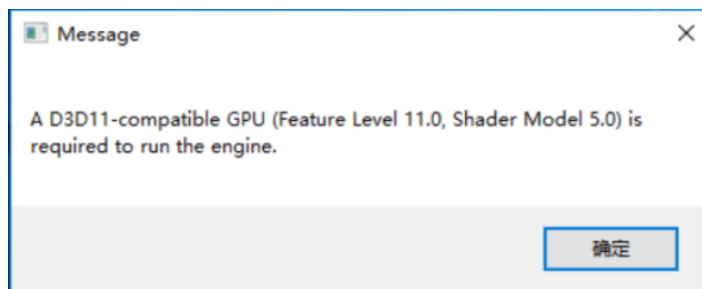 Message
A D3D11-compatible GPU (Feature Level 11.0, Shader Model 5.0) is
required to run the engine.
确定